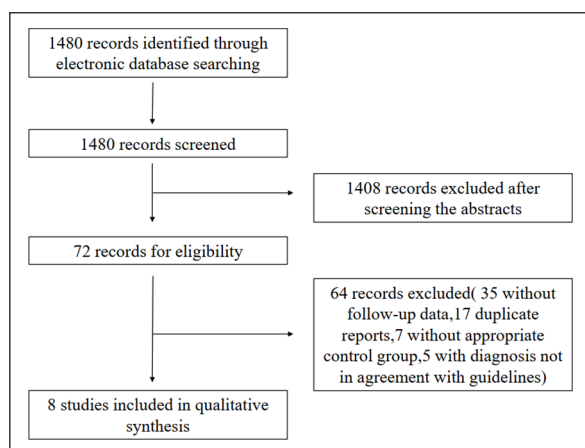 1480 records identified through
electronic database searching
1480 records screened
1408 records excluded after
screening the abstracts
72 records for eligibility
64 records excluded( 35 without
follow-up data,17 duplicate
reports,7 without appropriate
control group,5 with diagnosis not
in agreement with guidelines)
8 studies included in qualitative
synthesis